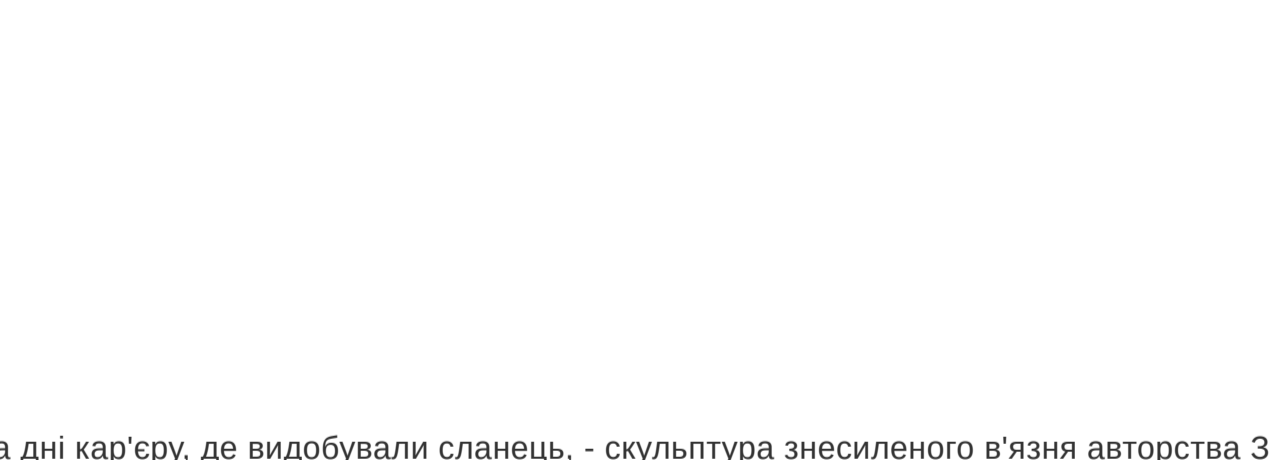 а дні кар'єру, де видобували сланець, - скульптура знесиленого в'язня авторства З